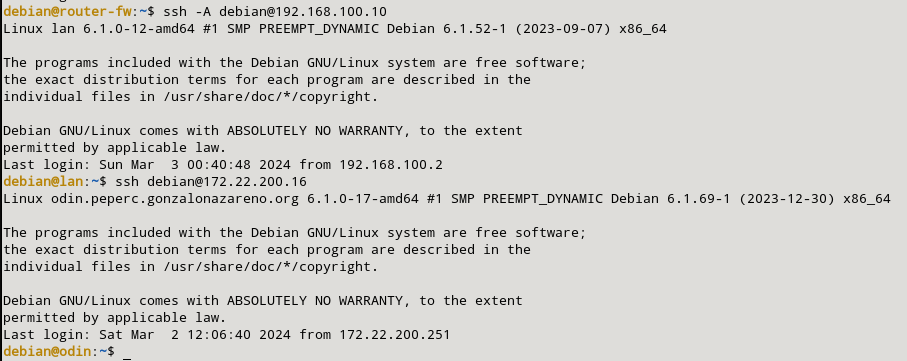 debian@router-fw:~$ ssh -A debian@192.168.100.10
Linux lan 6.1.0-12-amd64 #1 SMP PREEMPT_DYNAMIC Debian 6.1.52-1 (2023-09-07) x86_64

The programs included with the Debian GNU/Linux system are free software;
the exact distribution terms for each program are described in the
individual files in /usr/share/doc/*/copyright.

Debian GNU/Linux comes with ABSOLUTELY NO WARRANTY, to the extent
permitted by applicable law.
Last login: Sun Mar  3 00:40:48 2024 from 192.168.100.2
debian@lan:~$ ssh debian@172.22.200.16
Linux odin.peperc.gonzalonazareno.org 6.1.0-17-amd64 #1 SMP PREEMPT_DYNAMIC Debian 6.1.69-1 (2023-12-30) x86_64

The programs included with the Debian GNU/Linux system are free software;
the exact distribution terms for each program are described in the
individual files in /usr/share/doc/*/copyright.

Debian GNU/Linux comes with ABSOLUTELY NO WARRANTY, to the extent
permitted by applicable law.
Last login: Sat Mar  2 12:06:40 2024 from 172.22.200.251
debian@odin:~$ _